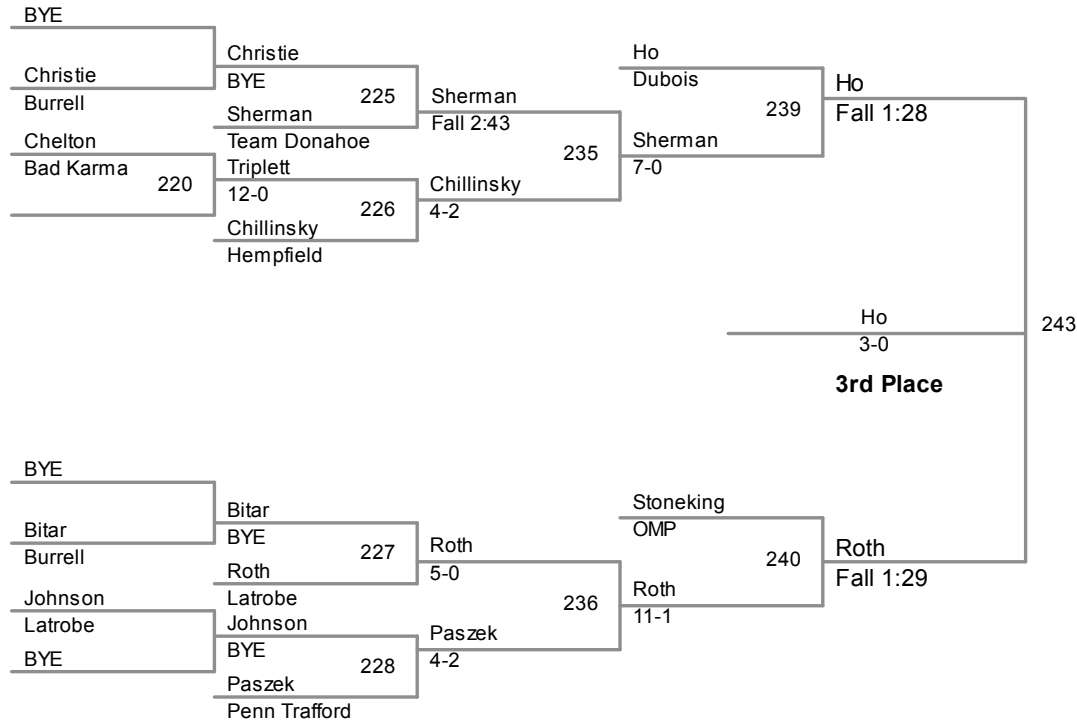 BYE
Christie
Burrell
Chelton
Bad Karma
220
Christie
BYE
225
Sherman
Team Donahoe
Triplett
12-0
226
Chillinsky
Hempfield
Sherman
Fall 2:43
235
Chillinsky
4-2
Ho
Dubois
239
Sherman
7-0
Ho
Fall 1:28
Ho
3-0
243
3rd Place
BYE
Bitar
Burrell
Johnson
Latrobe
BYE
Bitar
BYE
227
Roth
Latrobe
Johnson
BYE
228
Paszek
Penn Trafford
Roth
5-0
236
Paszek
4-2
Stoneking
OMP
240
Roth
11-1
Roth
Fall 1:29